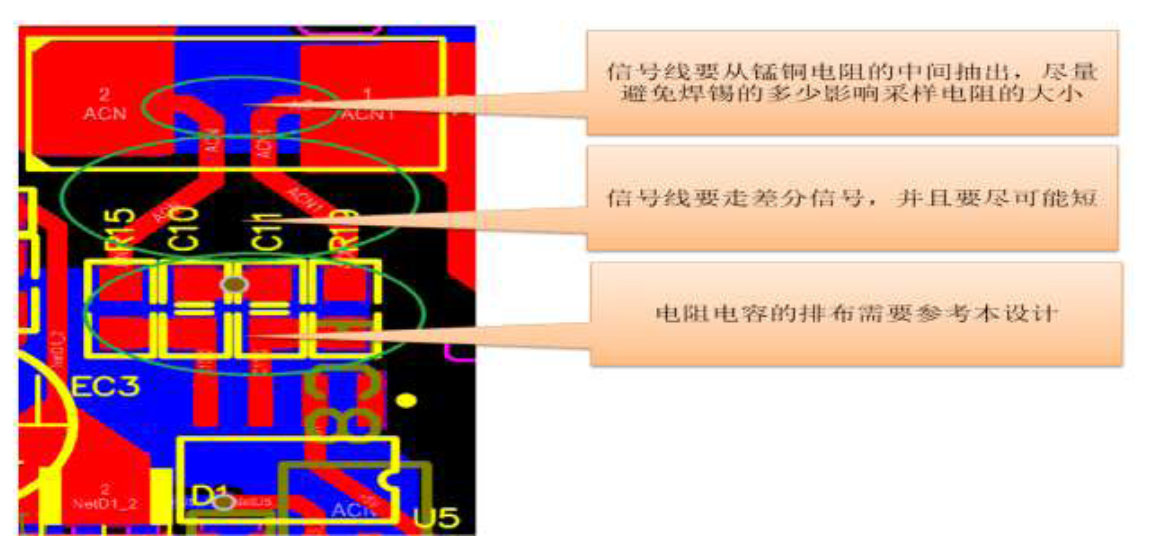 信号线要从锰铜电阻的中间抽出，尽量
避免焊锡的多少影响采样电阻的大小
信号线要走差分信号，并且要尽可能短
电阻电容的排布需要参考本设计
2
ACN
1
ACN1
ACN
ACN1
ACN1
R15
C10
C11
R19
EC3
D1
2
NetD1_2
ACN
U5